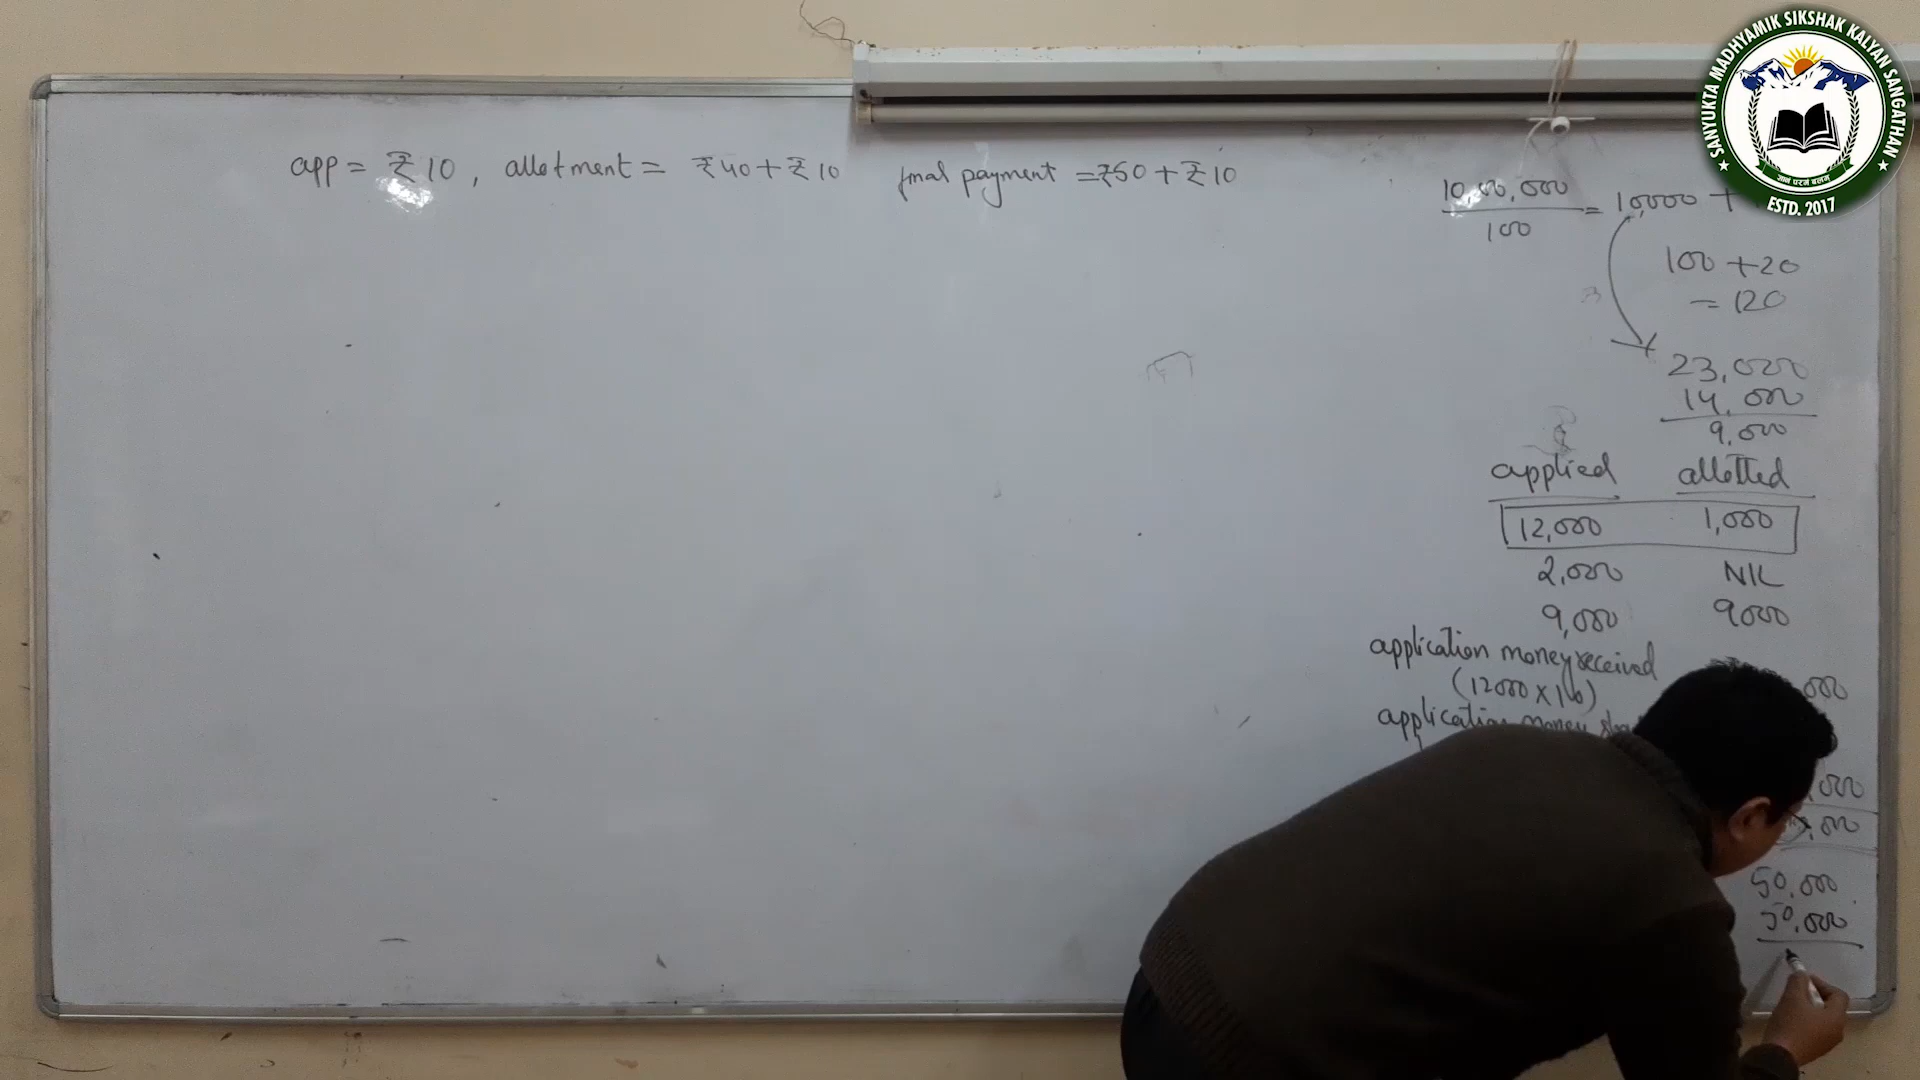 app = ₹10, allotment = ₹40 + ₹10 final payment = ₹50 + ₹10
10,00,000
100
= 10,000 +
100 + 20
= 120
23,000
14,000
9,000
applied allotted
12,000 1,000
2,000 NIL
9,000 9000
application money received
(12000 × 10)
application money
50,000
50,000
SANYUKTA MADHYAMIK SIKSHAK KALYAN SANGATHAN
ESTD. 2017